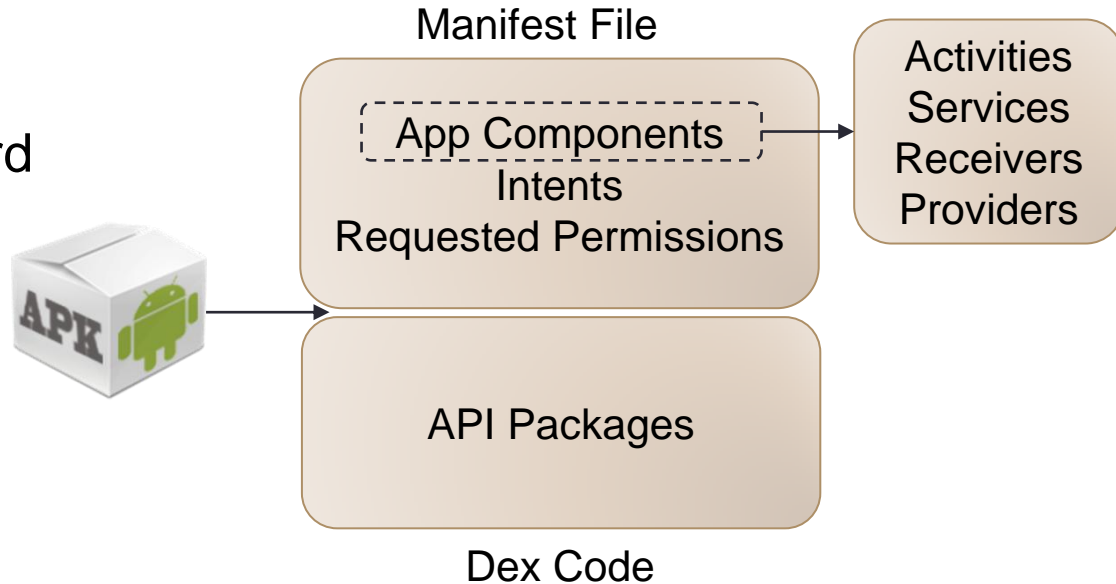 Manifest File
App Components
Intents
Requested Permissions
Activities
Services
Receivers
Providers
rd
APK
API Packages
Dex Code